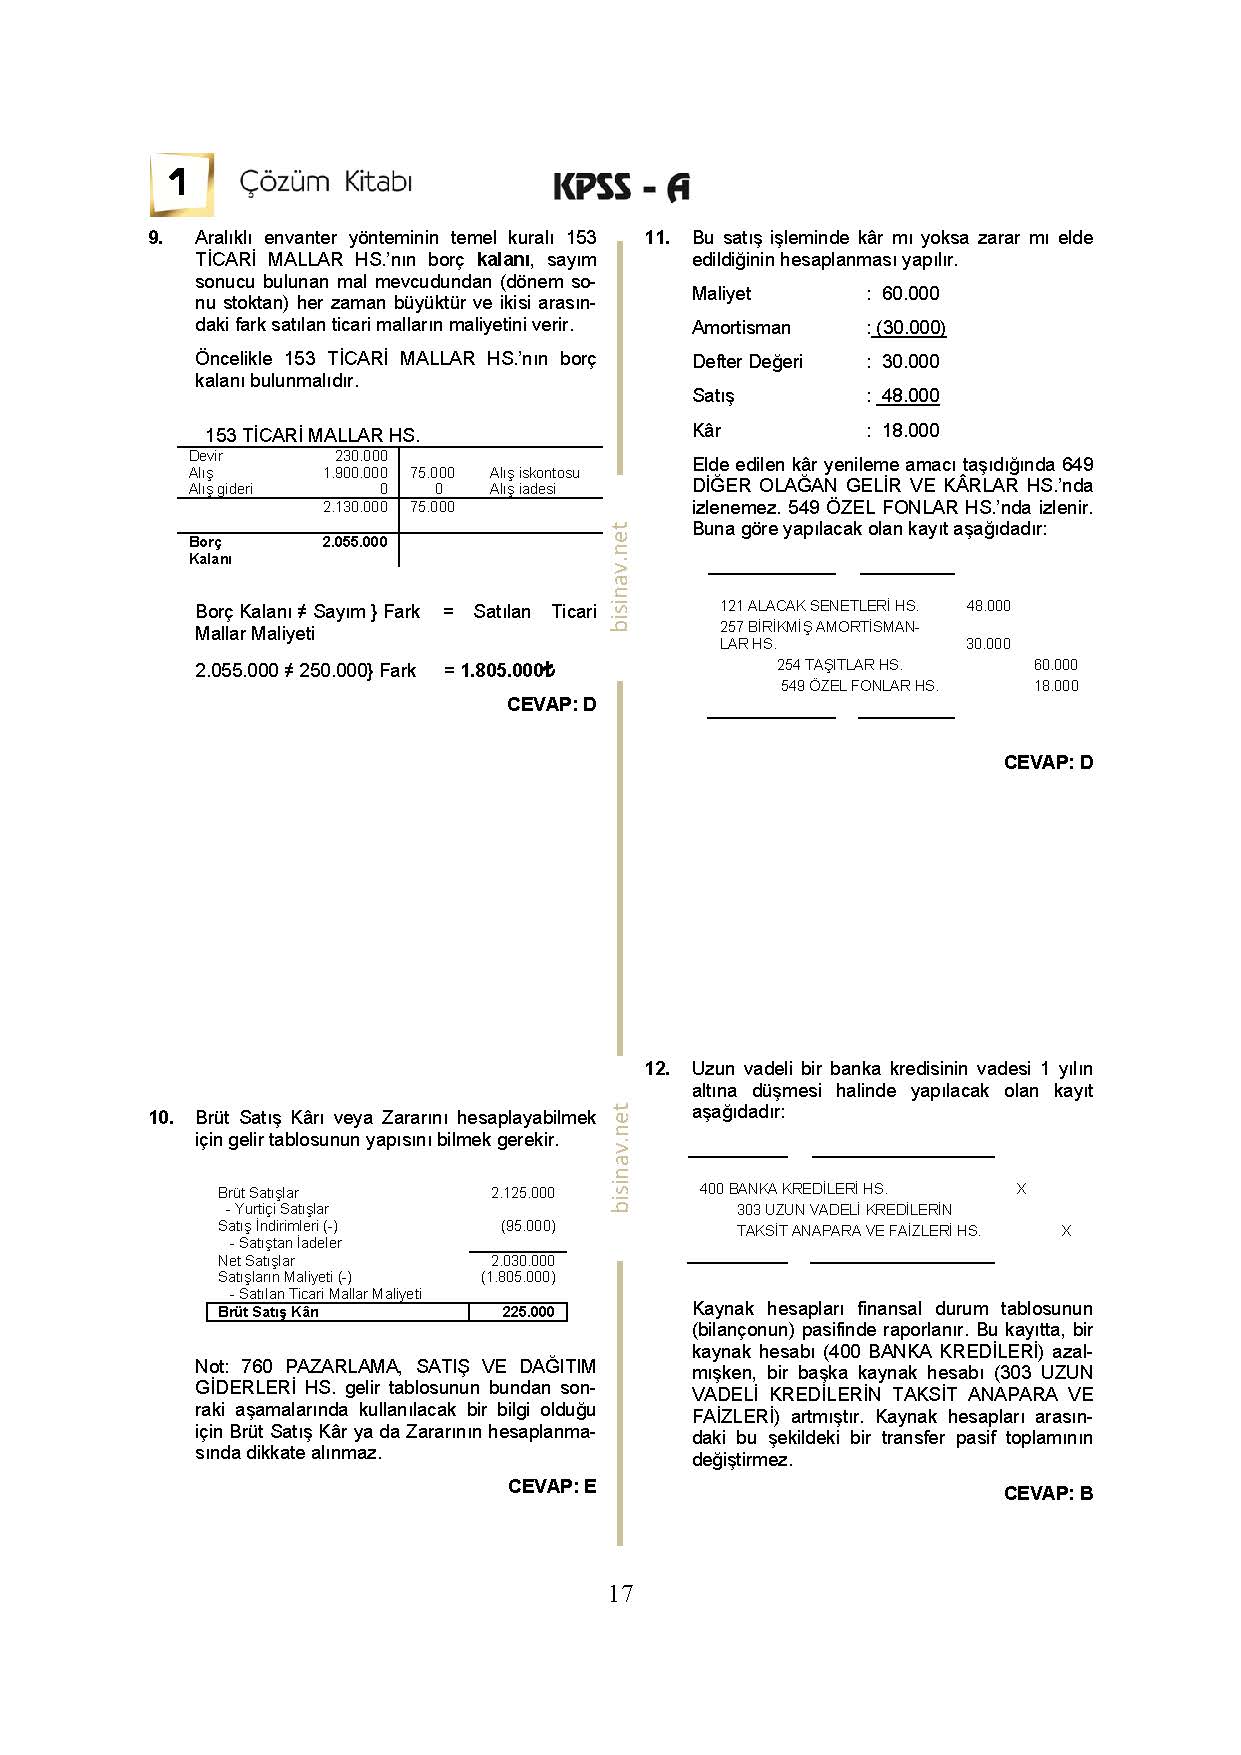 1
Çözüm Kitabı
KPSS - A
9. Aralıklı envanter yönteminin temel kuralı 153
TİCARİ MALLAR HS.’nın borç kalanı, sayım
sonucu bulunan mal mevcudundan (dönem so-
nu stoktan) her zaman büyüktür ve ikisi arasın-
daki fark satılan ticari malların maliyetini verir.
Öncelikle 153 TİCARİ MALLAR HS.’nın borç
kalanı bulunmalıdır.
153 TİCARİ MALLAR HS.
Devir 230.000
Alış 1.900.000 75.000 Alış iskontosu
Alış gideri 0 0 Alış iadesi
2.130.000 75.000
Borç 2.055.000
Kalanı
Borç Kalanı ≠ Sayım } Fark = Satılan Ticari
Mallar Maliyeti
2.055.000 ≠ 250.000} Fark = 1.805.000₺
CEVAP: D
10. Brüt Satış Kârı veya Zararını hesaplayabilmek
için gelir tablosunun yapısını bilmek gerekir.
Brüt Satışlar 2.125.000
- Yurtiçi Satışlar
Satış İndirimleri (-) (95.000)
- Satıştan İadeler
Net Satışlar 2.030.000
Satışların Maliyeti (-) (1.805.000)
- Satılan Ticari Mallar Maliyeti
Brüt Satış Kârı 225.000
Not: 760 PAZARLAMA, SATIŞ VE DAĞITIM
GİDERLERİ HS. gelir tablosunun bundan son-
raki aşamalarında kullanılacak bir bilgi olduğu
için Brüt Satış Kâr ya da Zararının hesaplanma-
sında dikkate alınmaz.
CEVAP: E
bisinav.net
bisinav.net
11. Bu satış işleminde kâr mı yoksa zarar mı elde
edildiğinin hesaplanması yapılır.
Maliyet : 60.000
Amortisman : (30.000)
Defter Değeri : 30.000
Satış : 48.000
Kâr : 18.000
Elde edilen kâr yenileme amacı taşıdığında 649
DİĞER OLAĞAN GELİR VE KÂRLAR HS.’nda
izlenemez. 549 ÖZEL FONLAR HS.’nda izlenir.
Buna göre yapılacak olan kayıt aşağıdadır:
121 ALACAK SENETLERİ HS. 48.000
257 BİRİKMİŞ AMORTİSMAN-
LAR HS. 30.000
254 TAŞITLAR HS. 60.000
549 ÖZEL FONLAR HS. 18.000
CEVAP: D
12. Uzun vadeli bir banka kredisinin vadesi 1 yılın
altına düşmesi halinde yapılacak olan kayıt
aşağıdadır:
400 BANKA KREDİLERİ HS. X
303 UZUN VADELİ KREDİLERİN
TAKSİT ANAPARA VE FAİZLERİ HS. X
Kaynak hesapları finansal durum tablosunun
(bilançonun) pasifinde raporlanır. Bu kayıtta, bir
kaynak hesabı (400 BANKA KREDİLERİ) azal-
mışken, bir başka kaynak hesabı (303 UZUN
VADELİ KREDİLERİN TAKSİT ANAPARA VE
FAİZLERİ) artmıştır. Kaynak hesapları arasın-
daki bu şekildeki bir transfer pasif toplamının
değiştirmez.
CEVAP: B
17